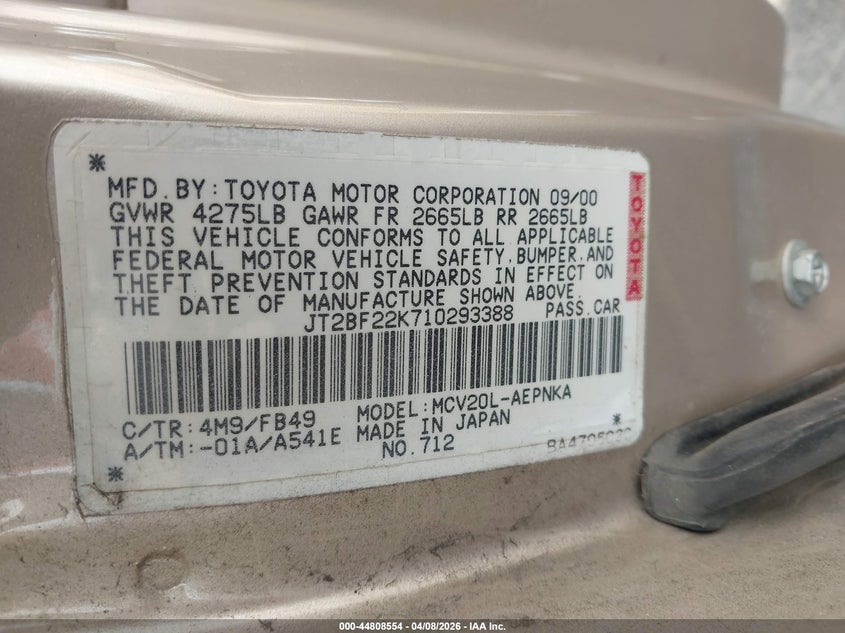 MFD. BY: TOYOTA MOTOR CORPORATION 09/00
GVWR 4275LB GAWR FR 2665LB RR 2665LB
THIS VEHICLE CONFORMS TO ALL APPLICABLE
FEDERAL MOTOR VEHICLE SAFETY, BUMPER, AND
THEFT PREVENTION STANDARDS IN EFFECT ON
THE DATE OF MANUFACTURE SHOWN ABOVE.
JT2BF22K710293388 PASS. CAR
TOYOTA
C/TR: 4M9/FB49 MODEL: MCV20L-AEPNKA
A/TM: -01A/A541E MADE IN JAPAN
NO. 712
000-44808554 | 04/08/2026 - IAA Inc.